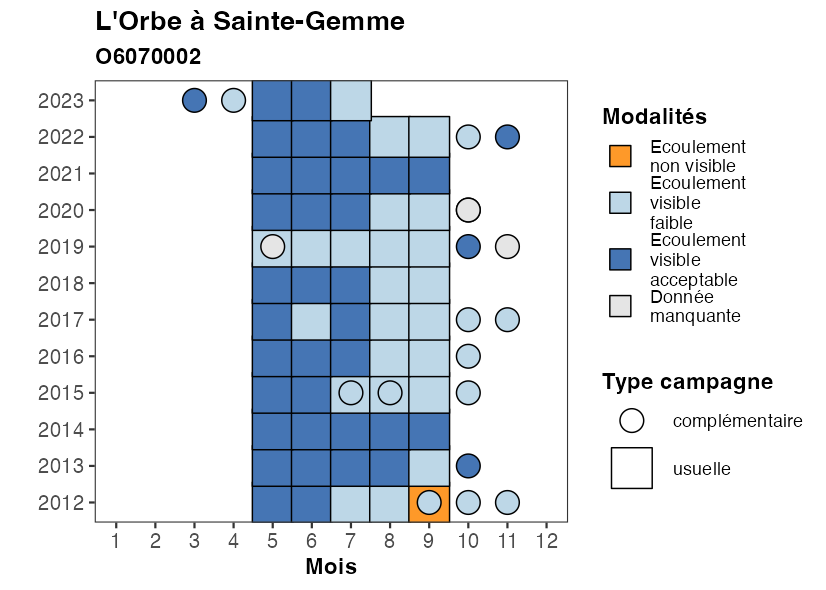 L'Orbe à Sainte-Gemme
O6070002
2023
2022
2021
2020
2019
2018
2017
2016
2015
2014
2013
2012
1 2 3 4 5 6 7 8 9 10 11 12
Mois
Modalités
Ecoulement
non visible
Ecoulement
visible
faible
Ecoulement
visible
acceptable
Donnée
manquante
Type campagne
complémentaire
usuelle